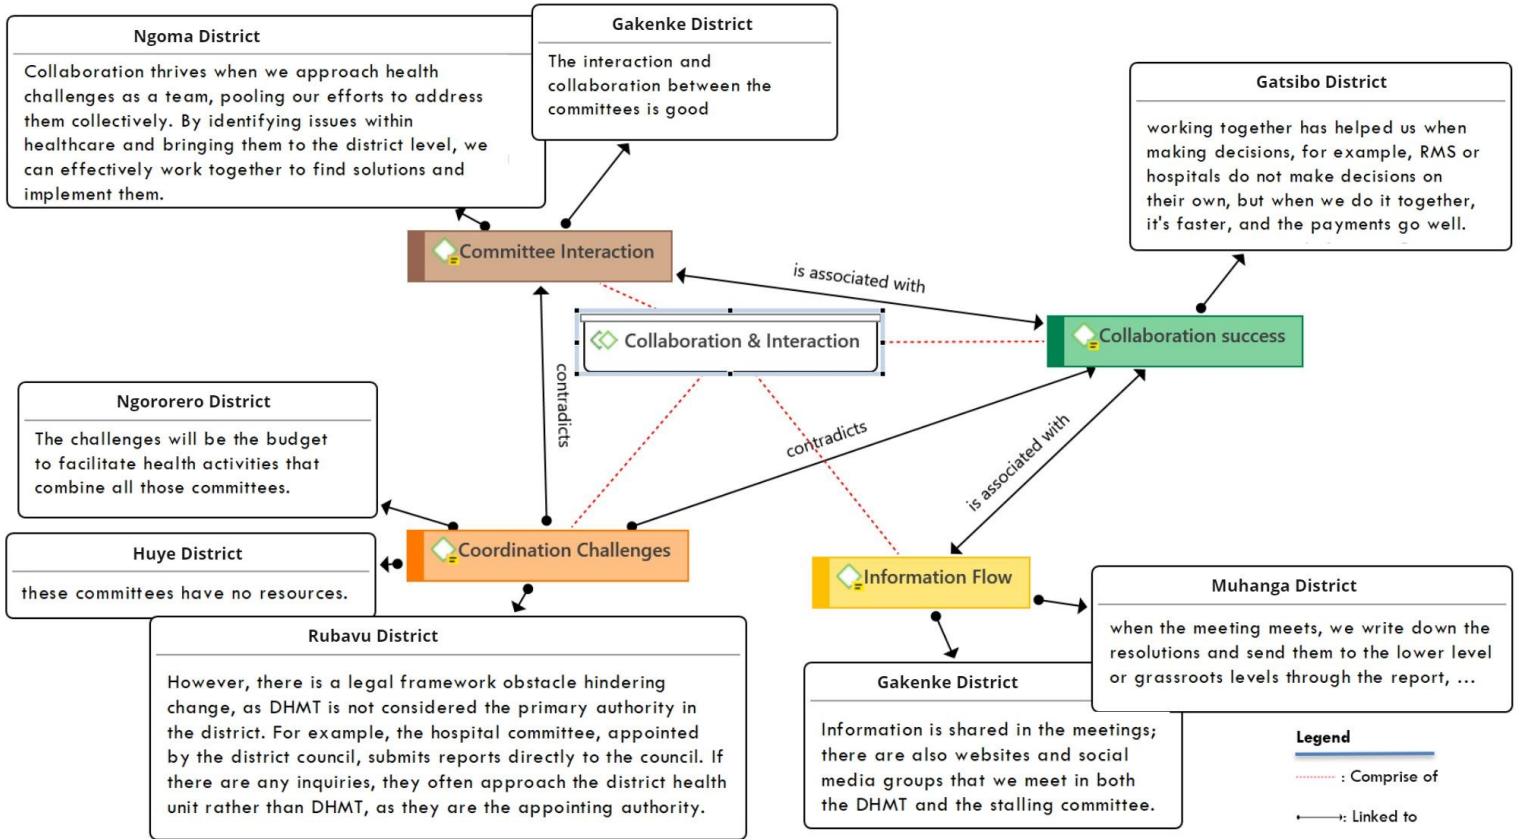 Ngoma District
Collaboration thrives when we approach health
challenges as a team, pooling our efforts to address
them collectively. By identifying issues within
healthcare and bringing them to the district level, we
can effectively work together to find solutions and
implement them.
Gakenke District
The interaction and
collaboration between the
committees is good
Gatsibo District
working together has helped us when
making decisions, for example, RMS or
hospitals do not make decisions on
their own, but when we do it together,
it's faster, and the payments go well.
Committee Interaction
is associated with
Collaboration & Interaction
Collaboration success
contradicts
contradicts
is associated with
Ngororero District
The challenges will be the budget
to facilitate health activities that
combine all those committees.
Huye District
these committees have no resources.
Coordination Challenges
Information Flow
Rubavu District
However, there is a legal framework obstacle hindering
change, as DHMT is not considered the primary authority in
the district. For example, the hospital committee, appointed
by the district council, submits reports directly to the council. If
there are any inquiries, they often approach the district health
unit rather than DHMT, as they are the appointing authority.
Muhanga District
when the meeting meets, we write down the
resolutions and send them to the lower level
or grassroots levels through the report, ...
Gakenke District
Information is shared in the meetings;
there are also websites and social
media groups that we meet in both
the DHMT and the stalling committee.
Legend
: Comprise of
: Linked to